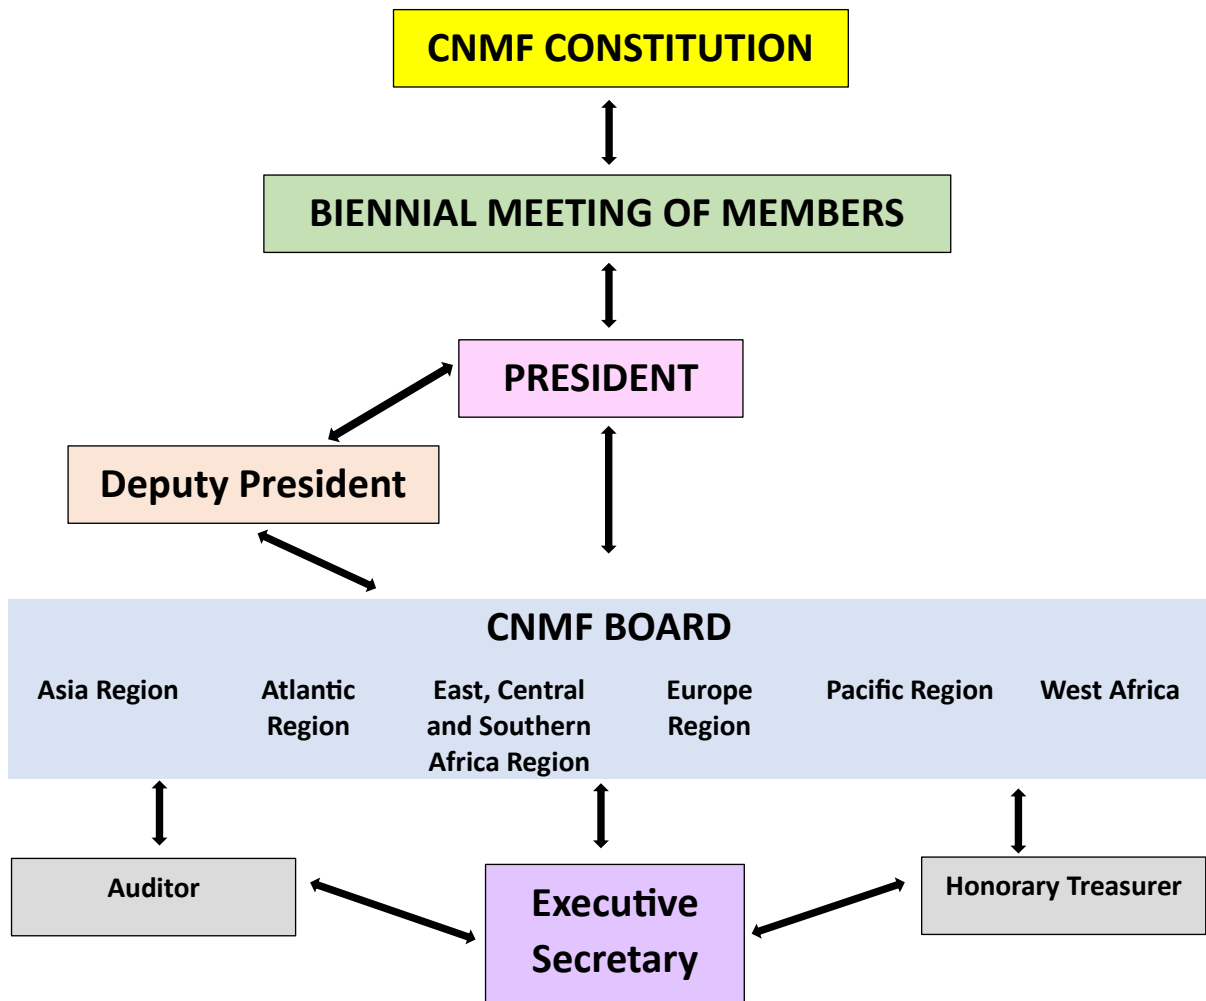 CNMF CONSTITUTION
BIENNIAL MEETING OF MEMBERS
PRESIDENT
Deputy President
CNMF BOARD
Asia Region
Atlantic
Region
East, Central
and Southern
Africa Region
Europe
Region
Pacific Region
West Africa
Auditor
Executive
Secretary
Honorary Treasurer